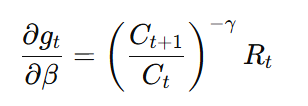 ∂g_t/∂β = (C_{t+1}/C_t)^{−γ} R_t